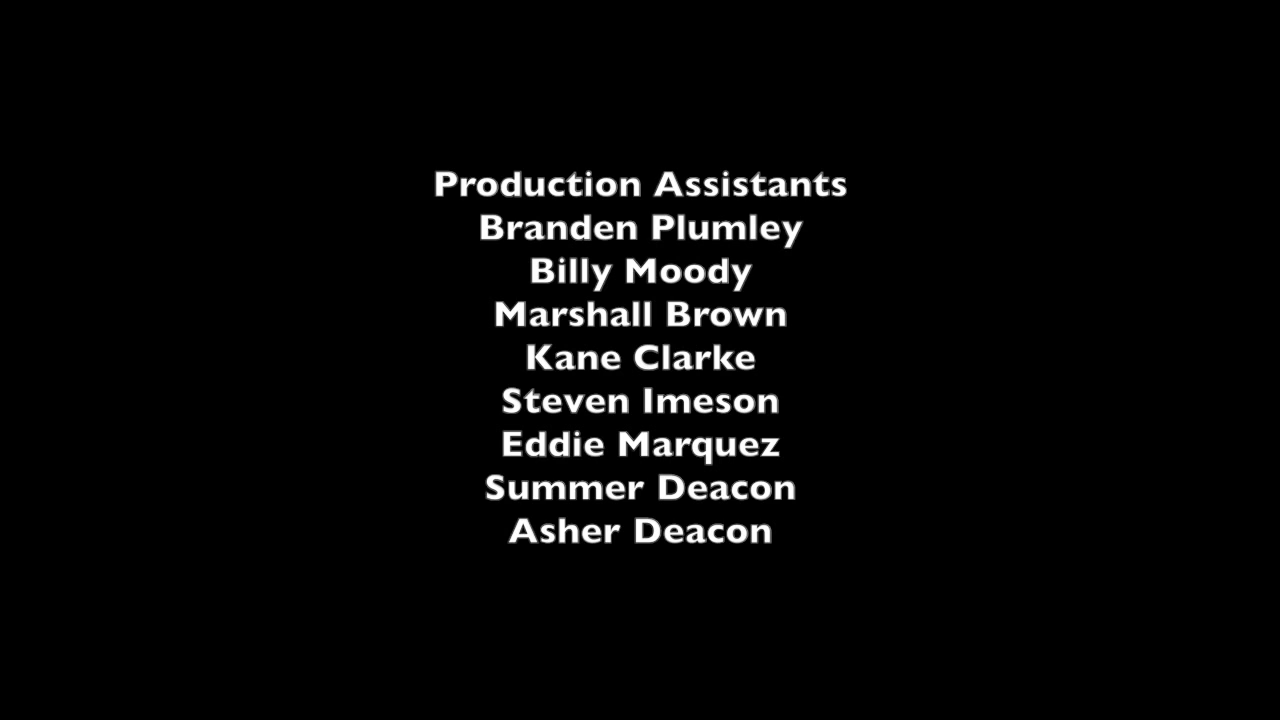 Production Assistants
Branden Plumley
Billy Moody
Marshall Brown
Kane Clarke
Steven Imeson
Eddie Marquez
Summer Deacon
Asher Deacon